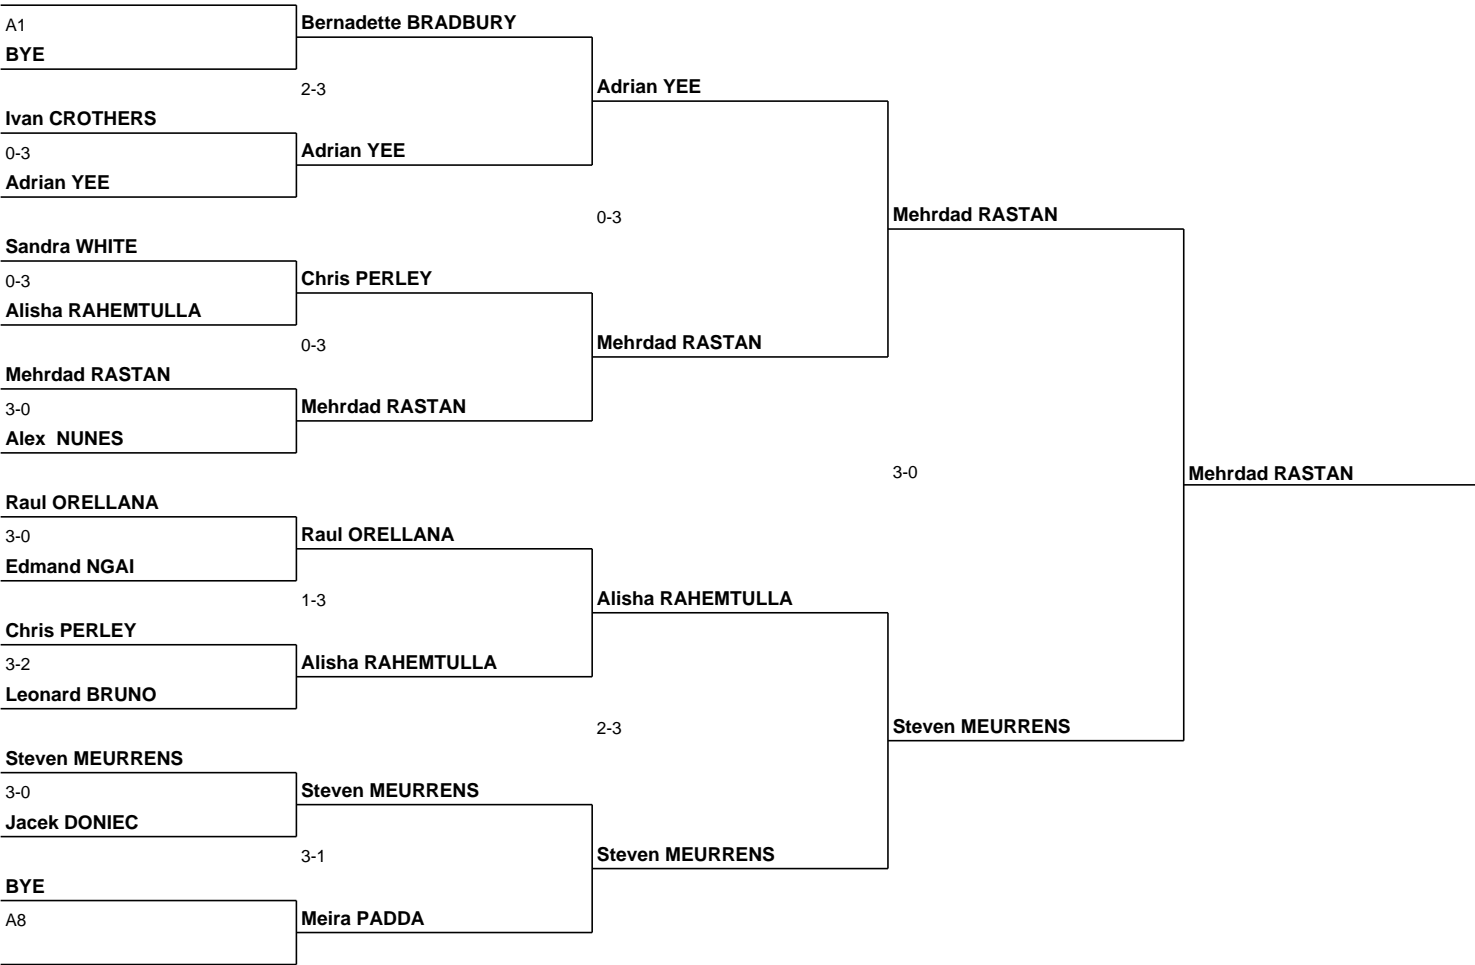 A1
BYE
Bernadette BRADBURY
2-3
Adrian YEE
Ivan CROTHERS
0-3
Adrian YEE
Adrian YEE
0-3
Mehrdad RASTAN
Sandra WHITE
0-3
Alisha RAHEMTULLA
Chris PERLEY
0-3
Mehrdad RASTAN
Mehrdad RASTAN
3-0
Alex NUNES
Mehrdad RASTAN
3-0
Mehrdad RASTAN
Raul ORELLANA
3-0
Edmand NGAI
Raul ORELLANA
1-3
Alisha RAHEMTULLA
Chris PERLEY
3-2
Leonard BRUNO
Alisha RAHEMTULLA
2-3
Steven MEURRENS
Steven MEURRENS
3-0
Jacek DONIEC
Steven MEURRENS
3-1
Steven MEURRENS
BYE
A8
Meira PADDA